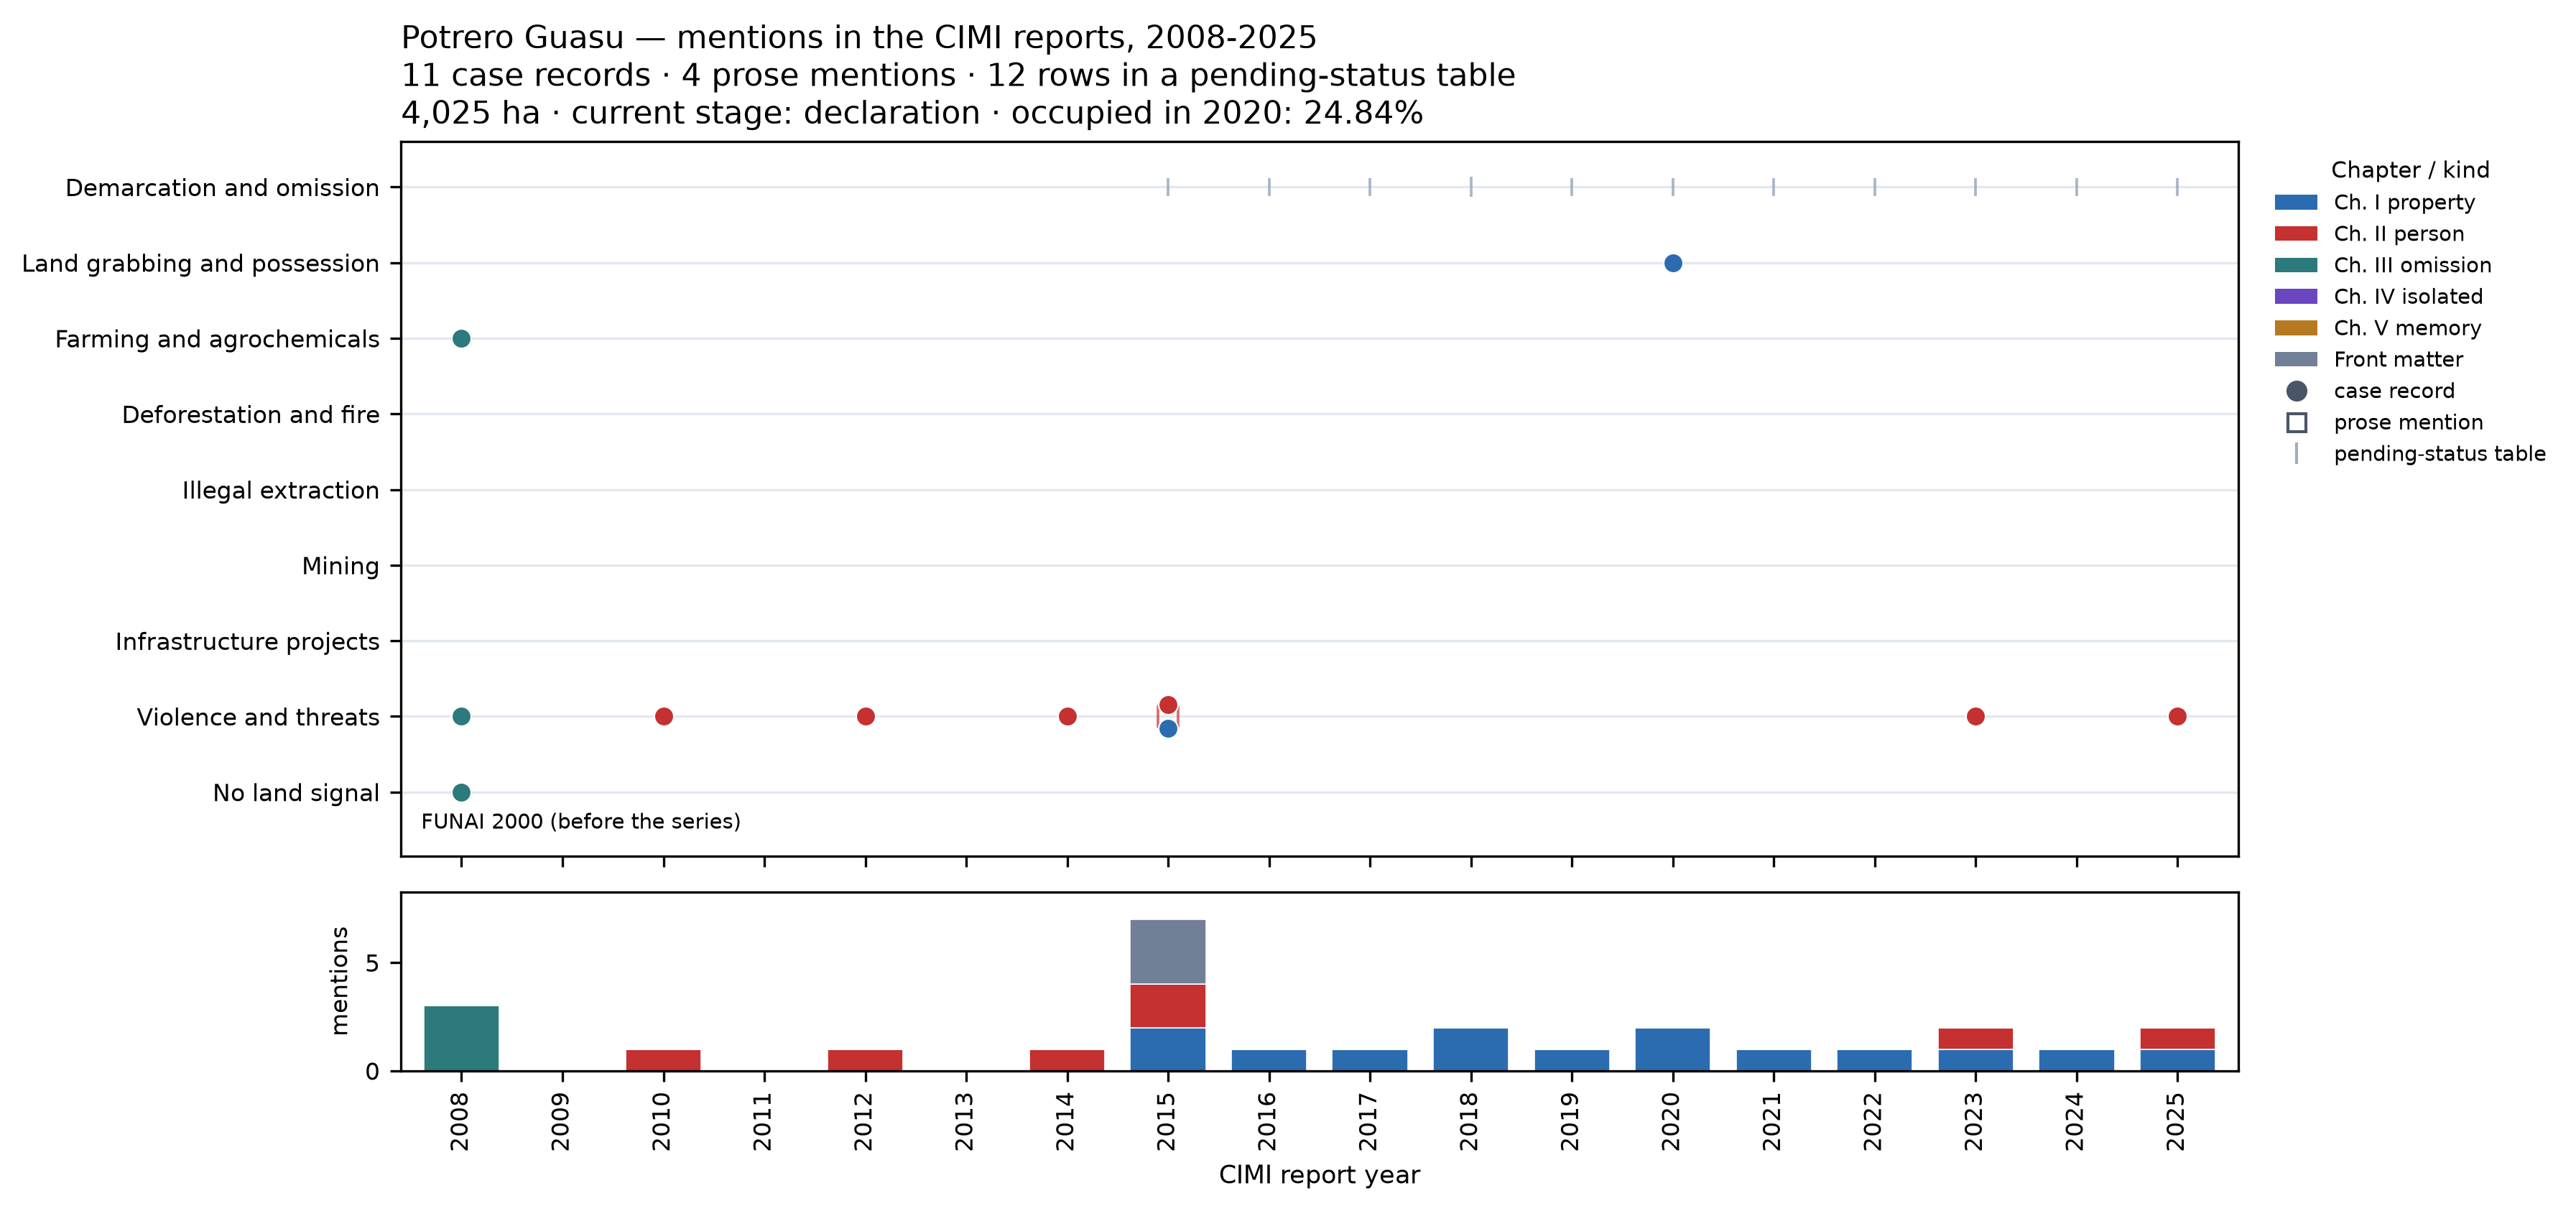 Potrero Guasu — mentions in the CIMI reports, 2008-2025
11 case records · 4 prose mentions · 12 rows in a pending-status table
4,025 ha · current stage: declaration · occupied in 2020: 24.84%
Demarcation and omission
Land grabbing and possession
Farming and agrochemicals
Deforestation and fire
Illegal extraction
Mining
Infrastructure projects
Violence and threats
No land signal
FUNAI 2000 (before the series)
Chapter / kind
Ch. I property
Ch. II person
Ch. III omission
Ch. IV isolated
Ch. V memory
Front matter
case record
prose mention
pending-status table
mentions
5
0
2008
2009
2010
2011
2012
2013
2014
2015
2016
2017
2018
2019
2020
2021
2022
2023
2024
2025
CIMI report year